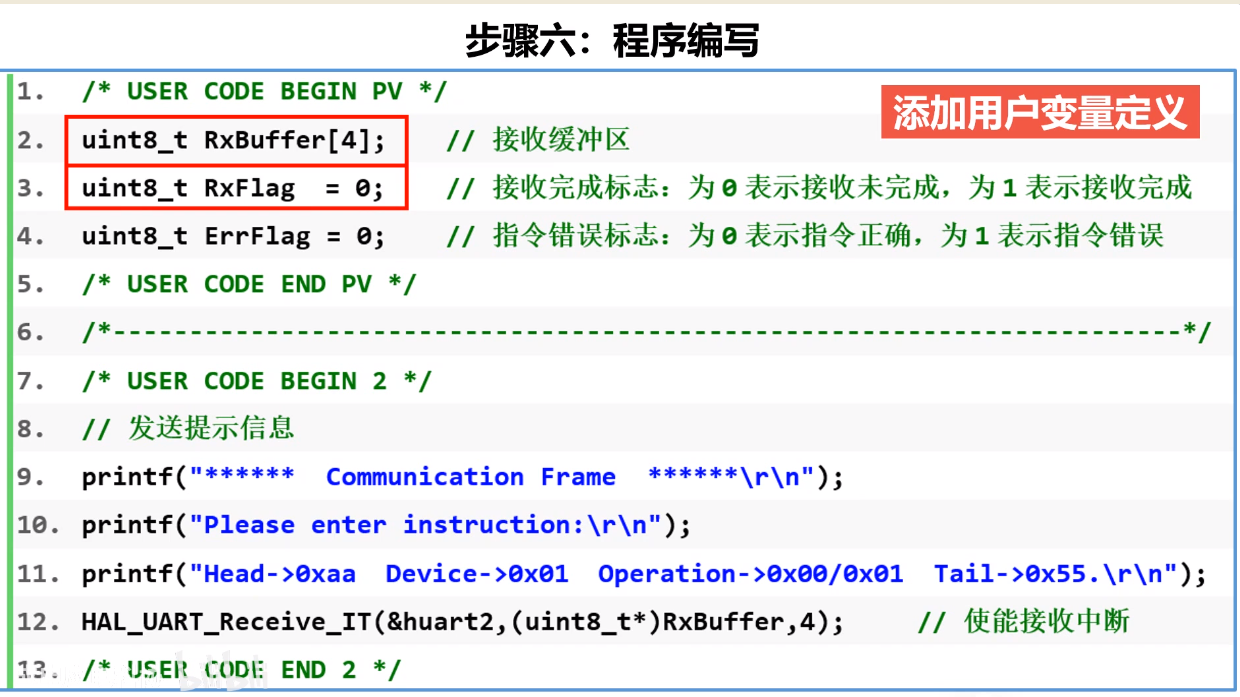 步骤六：程序编写
添加用户变量定义
1. /* USER CODE BEGIN PV */
2. uint8_t RxBuffer[4]; // 接收缓冲区
3. uint8_t RxFlag = 0; // 接收完成标志：为 0 表示接收未完成，为 1 表示接收完成
4. uint8_t ErrFlag = 0; // 指令错误标志：为 0 表示指令正确，为 1 表示指令错误
5. /* USER CODE END PV */
6. /*----------------------------------------------------------------------*/
7. /* USER CODE BEGIN 2 */
8. // 发送提示信息
9. printf("****** Communication Frame ******\r\n");
10. printf("Please enter instruction:\r\n");
11. printf("Head->0xaa Device->0x01 Operation->0x00/0x01 Tail->0x55.\r\n");
12. HAL_UART_Receive_IT(&huart2,(uint8_t*)RxBuffer,4); // 使能接收中断
13. /* USER CODE END 2 */
bilibili